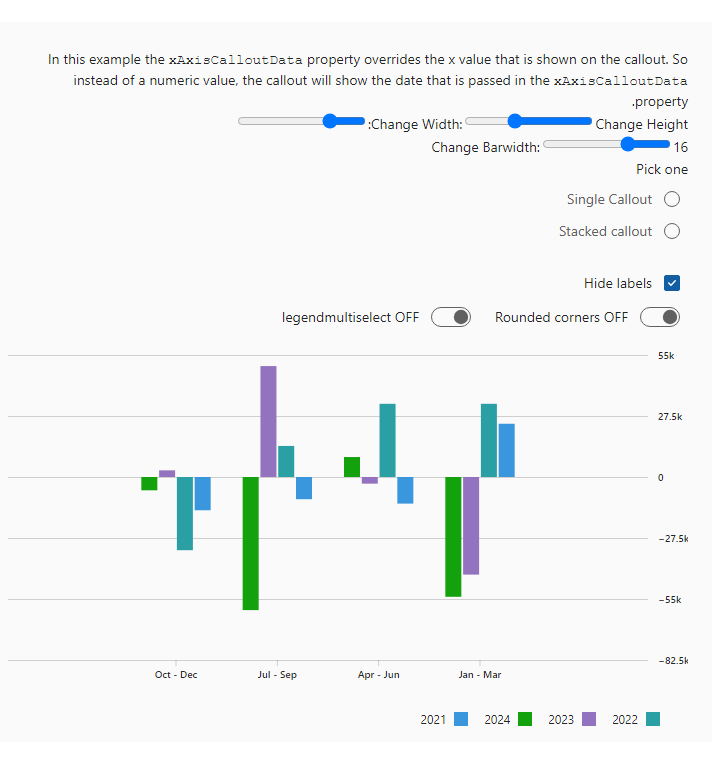 In this example the xAxisCalloutData property overrides the x value that is shown on the callout. So
instead of a numeric value, the callout will show the date that is passed in the xAxisCalloutData
.property
:Change Width: Change Height
Change Barwidth: 16
Pick one
Single Callout
Stacked callout
Hide labels
legendmultiselect OFF Rounded corners OFF
55k
27.5k
0
−27.5k
−55k
−82.5k
Oct - Dec Jul - Sep Apr - Jun Jan - Mar
2021 2024 2023 2022